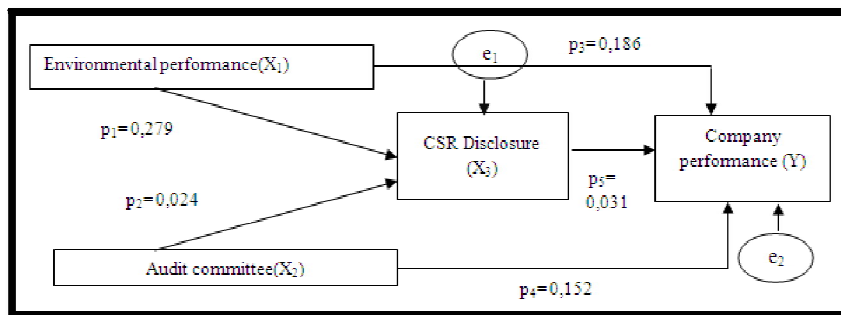 Environmental performance(X₁)
e₁
p₃=0,186
p₁=0,279
CSR Disclosure
(X₃)
Company
performance (Y)
p₅=
0,031
p₂=0,024
Audit committee(X₂)
p₄=0,152
e₂